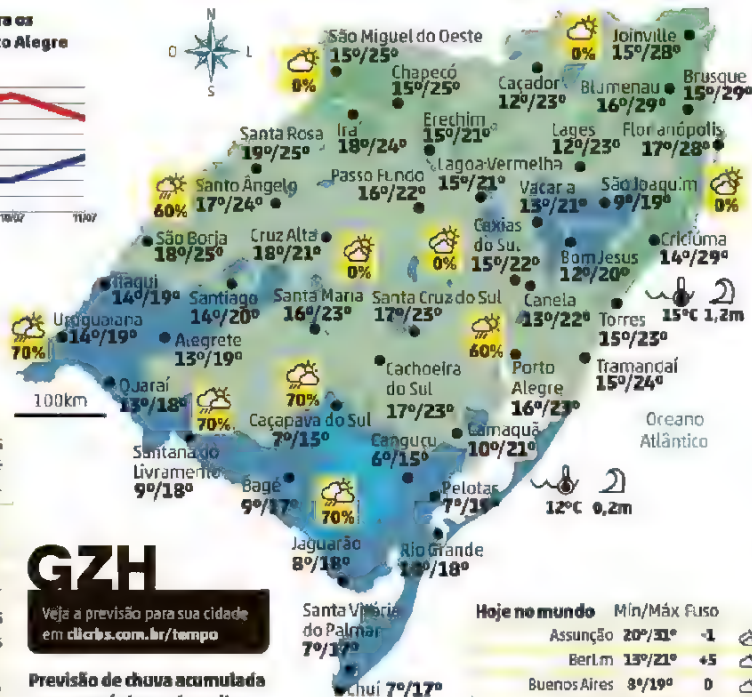 ra os
to Alegre
10/07 11/07
N
O L
S
São Miguel do Oeste
15º/25º
0%
Chapecó
15º/25º
0%
Joinville
15º/28º
Caçador
12º/23º
Blumenau
16º/29º
Brusque
15º/29º
Santa Rosa
19º/25º
Iraí
18º/24º
Erechim
15º/21º
Lages
12º/23º
Florianópolis
17º/28º
60%
Santo Ângelo
17º/24º
Passo Fundo
16º/22º
Lagoa Vermelha
15º/21º
Vacaria
13º/21º
São Joaquim
9º/19º
0%
São Borja
18º/25º
Cruz Alta
18º/21º
0%
0%
Caxias
do Sul
15º/22º
Bom Jesus
12º/20º
Criciúma
14º/29º
Itaqui
14º/19º
Santiago
14º/20º
Santa Maria
16º/23º
Santa Cruz do Sul
17º/23º
Canela
13º/22º
15ºC 1,2m
Torres
15º/23º
70%
Uruguaiana
14º/19º
Alegrete
13º/19º
60%
Cachoeira
do Sul
17º/23º
Porto
Alegre
16º/23º
Tramandaí
15º/24º
Quaraí
13º/18º
100km
70%
70%
Caçapava do Sul
7º/15º
Canguçu
6º/15º
Camaquã
10º/21º
Oceano
Atlântico
Santana do
Livramento
9º/18º
Bagé
9º/17º
70%
Pelotas
12ºC 0,2m
Jaguarão
8º/18º
Rio Grande
GZH
Veja a previsão para sua cidade
em clicrbs.com.br/tempo
Santa Vitória
do Palmar
7º/17º
Chuí 7º/17º
Previsão de chuva acumulada
Hoje no mundo Mín/Máx Fuso
Assunção 20º/31º -1
Berlim 13º/21º +5
Buenos Aires 8º/19º 0